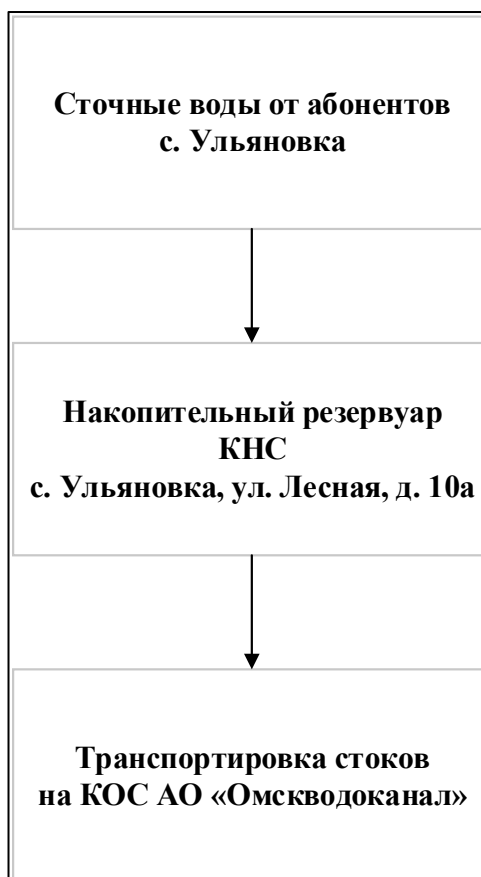 Сточные воды от абонентов
с. Ульяновка
Накопительный резервуар
КНС
с. Ульяновка, ул. Лесная, д. 10а
Транспортировка стоков
на КОС АО «Омскводоканал»